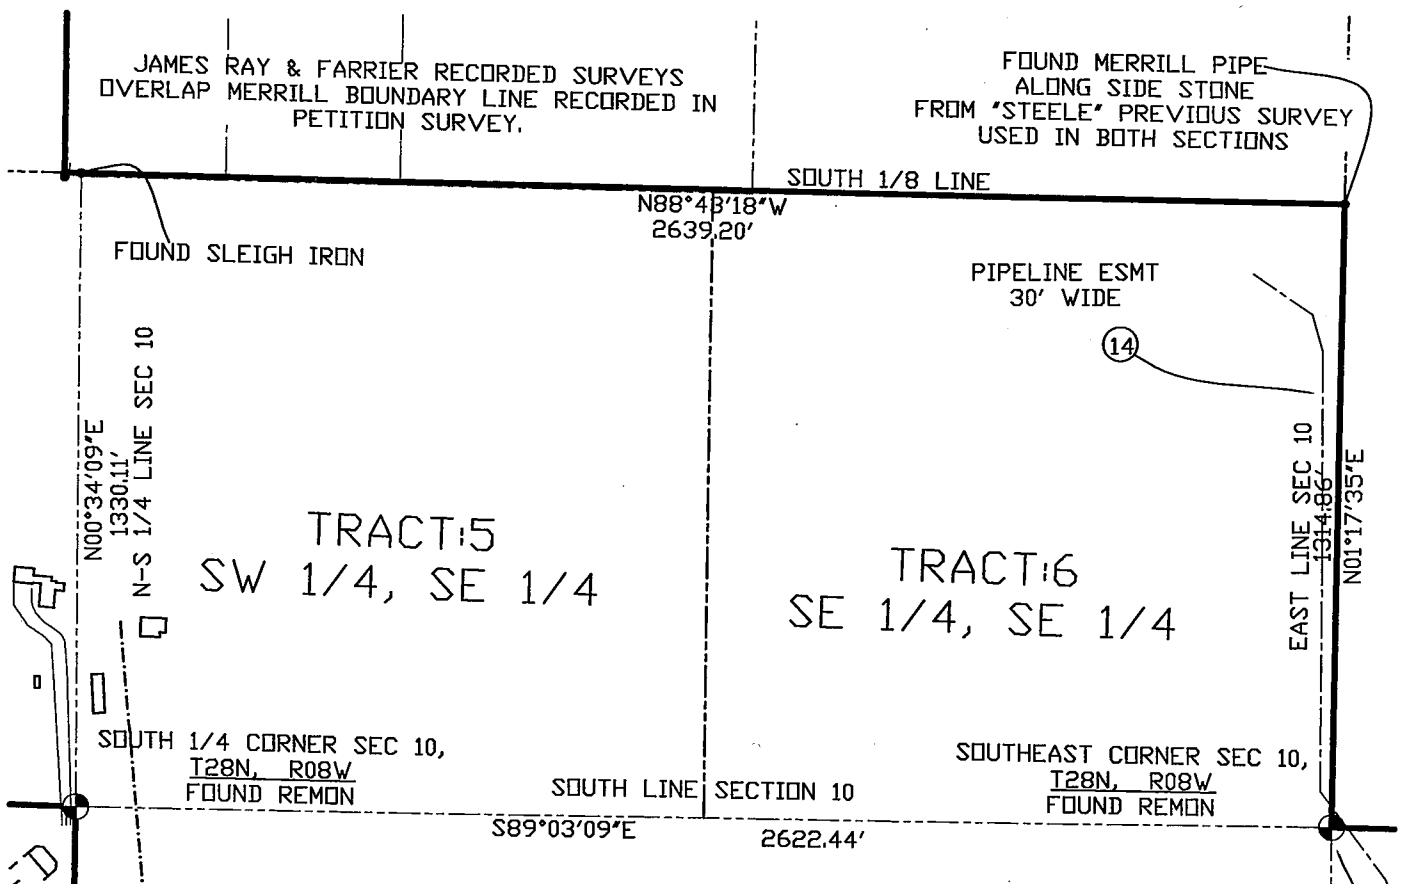 JAMES RAY & FARRIER RECORDED SURVEYS
OVERLAP MERRILL BOUNDARY LINE RECORDED IN
PETITION SURVEY.
FOUND MERRILL PIPE
ALONG SIDE STONE
FROM "STEELE" PREVIOUS SURVEY
USED IN BOTH SECTIONS
SOUTH 1/8 LINE
N88°43'18"W
2639.20'
FOUND SLEIGH IRON
PIPELINE ESMT
30' WIDE
14
N00°34'09"E
1330.11'
N-S 1/4 LINE SEC 10
TRACT:5
SW 1/4, SE 1/4
TRACT:6
SE 1/4, SE 1/4
EAST LINE SEC 10
1314.86'
N01°17'35"E
SOUTH 1/4 CORNER SEC 10,
T28N, R08W
FOUND REMON
SOUTH LINE SECTION 10
SOUTHEAST CORNER SEC 10,
T28N, R08W
FOUND REMON
S89°03'09"E
2622.44'